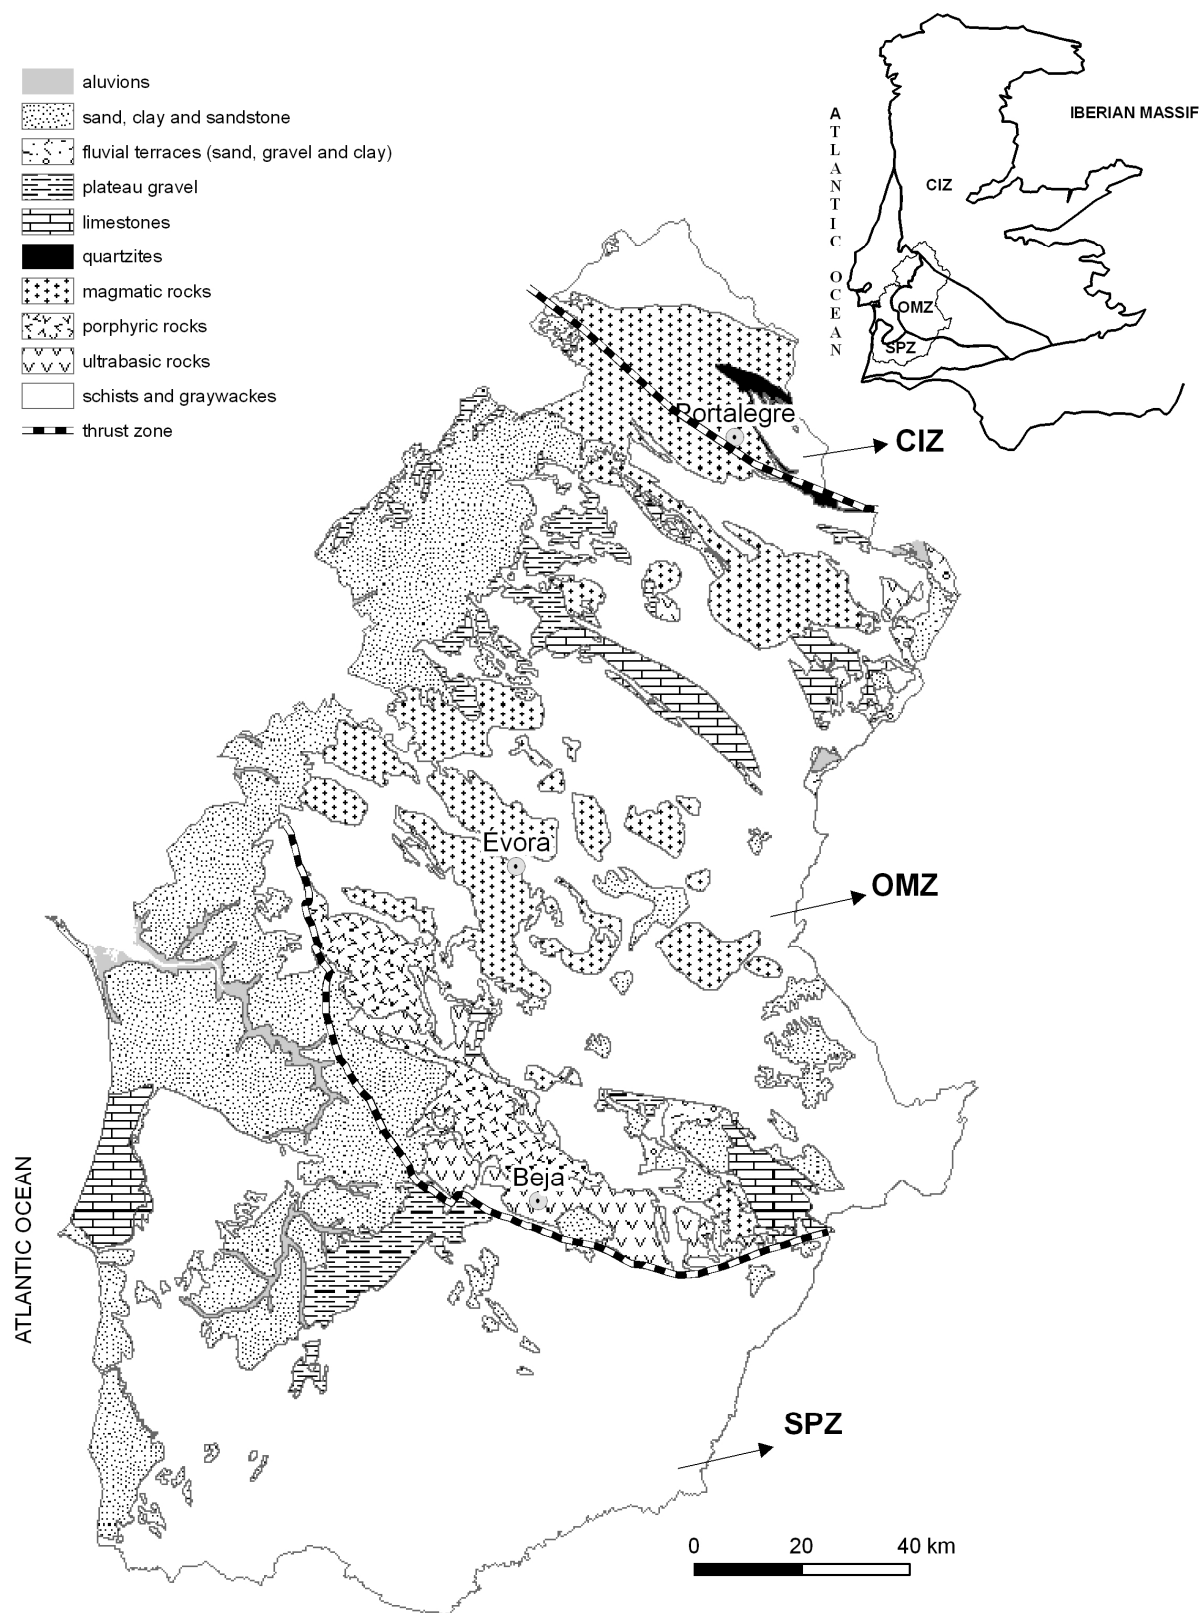 aluvions
sand, clay and sandstone
fluvial terraces (sand, gravel and clay)
plateau gravel
limestones
quartzites
magmatic rocks
porphyric rocks
ultrabasic rocks
schists and graywackes
thrust zone
ATLANTIC OCEAN
IBERIAN MASSIF
CIZ
OMZ
SPZ
Portalegre
CIZ
Évora
OMZ
Beja
ATLANTIC OCEAN
SPZ
0 20 40 km